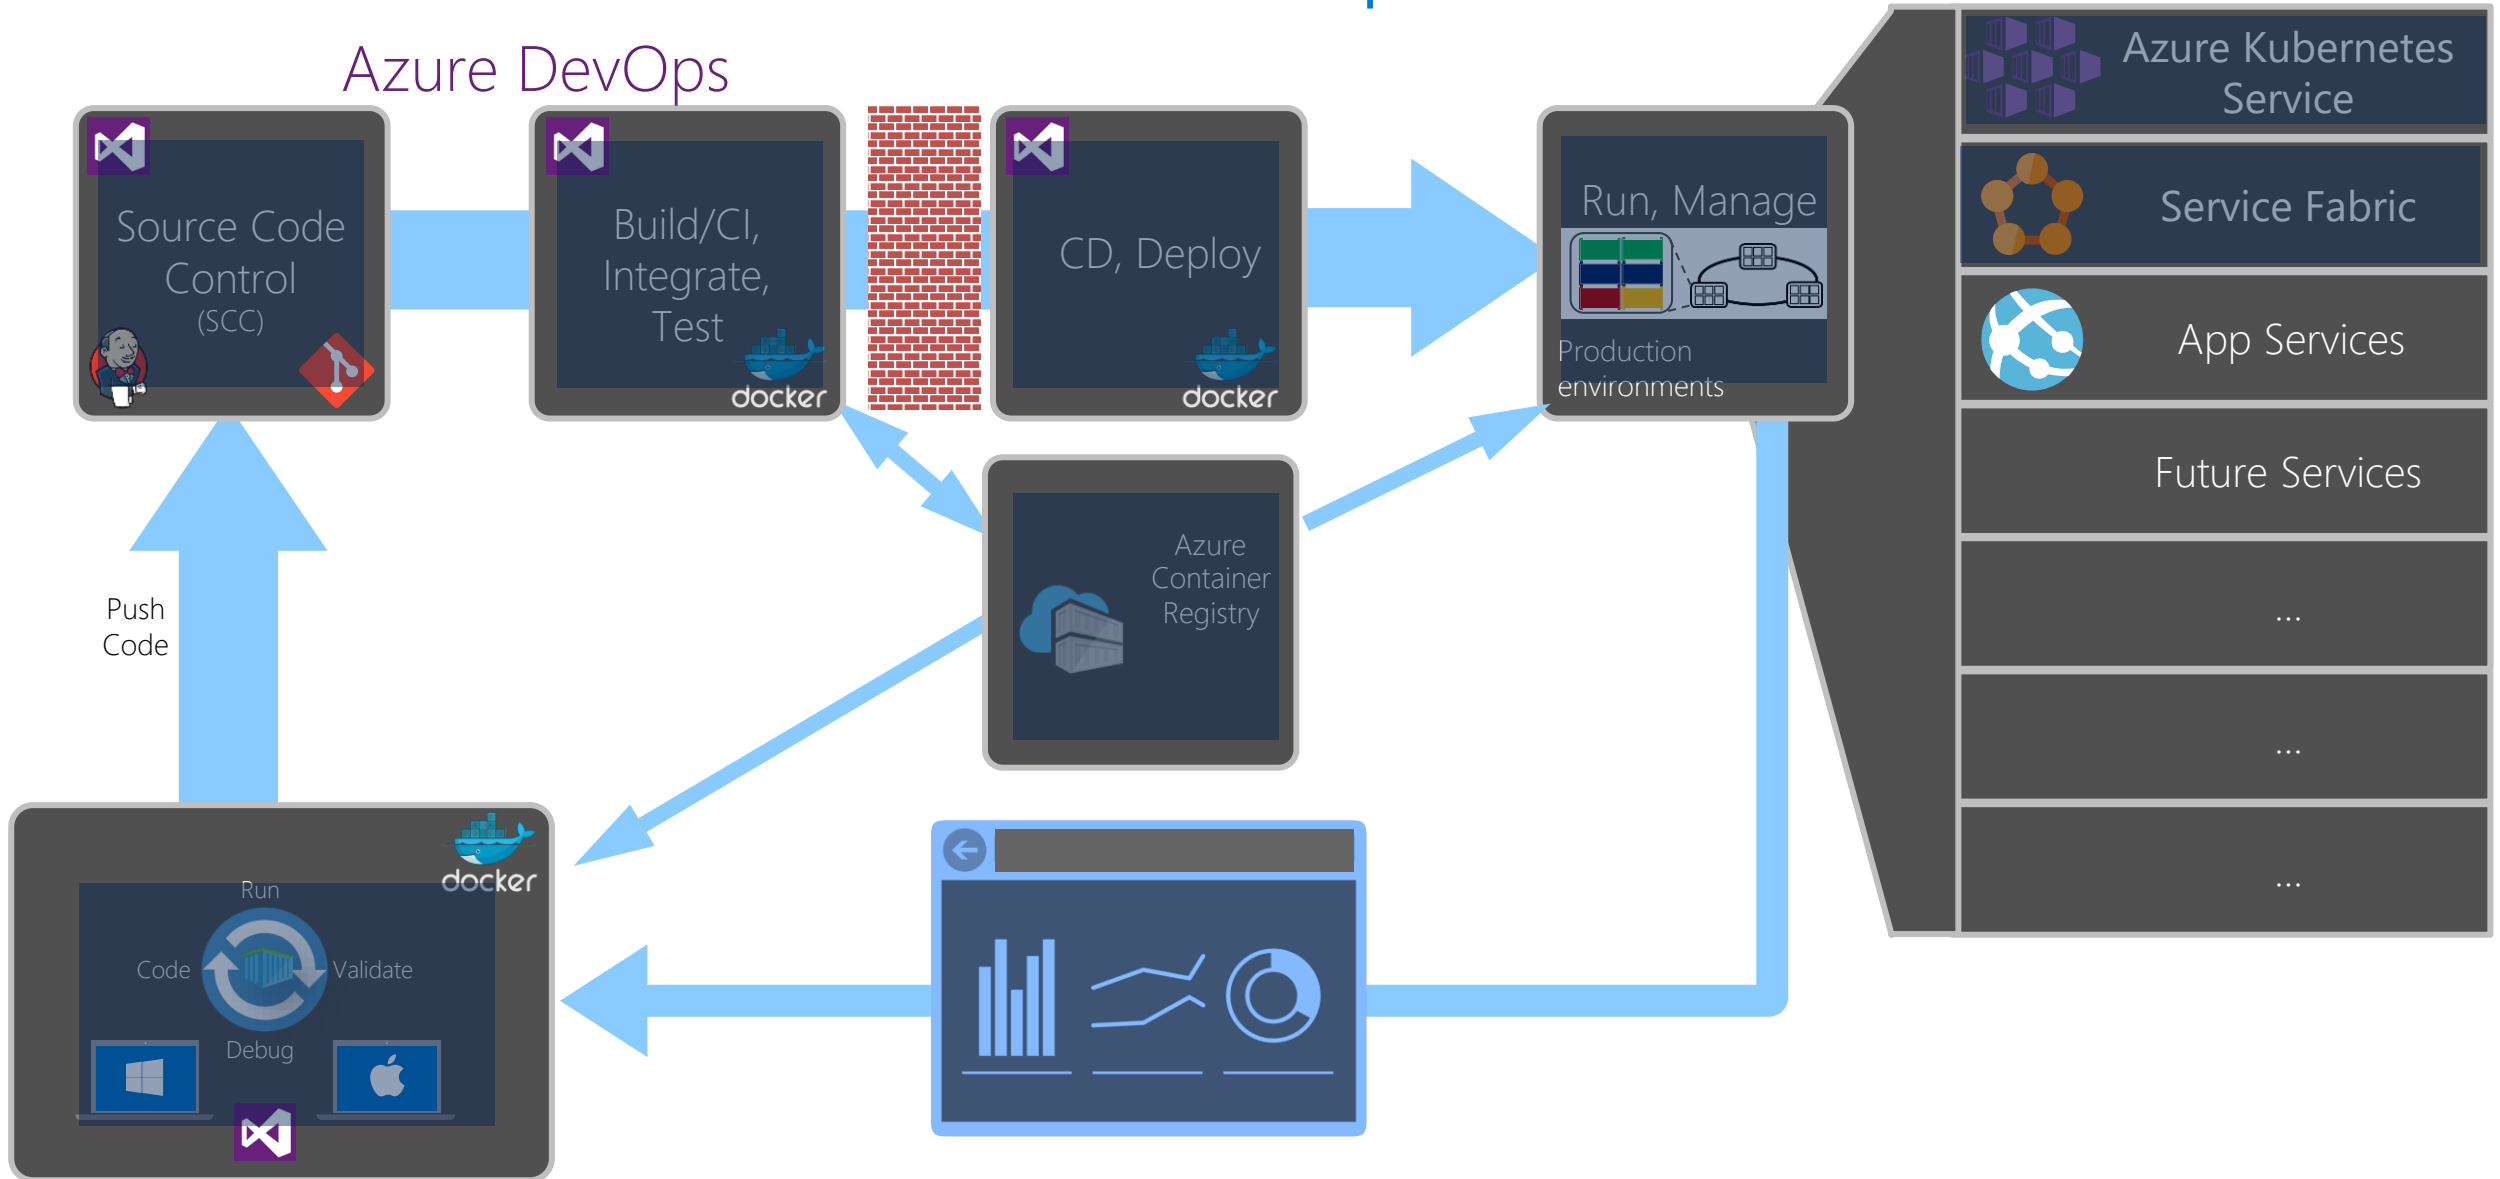 Azure DevOps
Source Code
Control
(SCC)
Build/CI,
Integrate,
Test
docker
CD, Deploy
docker
Run, Manage
Production
environments
Azure Kubernetes
Service
Service Fabric
App Services
Future Services
...
...
...
Azure
Container
Registry
Push
Code
docker
Run
Code
Validate
Debug